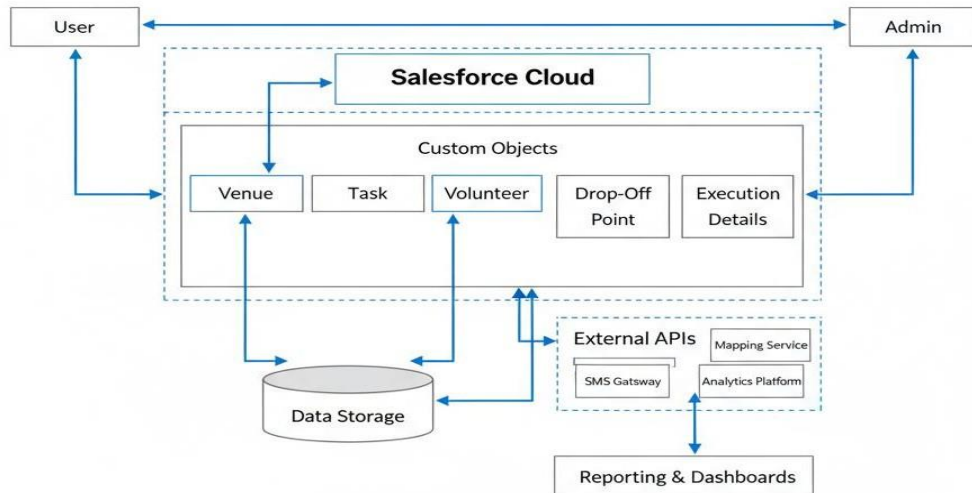 User
Admin
Salesforce Cloud
Custom Objects
Venue
Task
Volunteer
Drop-Off
Point
Execution
Details
External APIs
Mapping Service
SMS Gatsway
Analytics Platform
Data Storage
Reporting & Dashboards